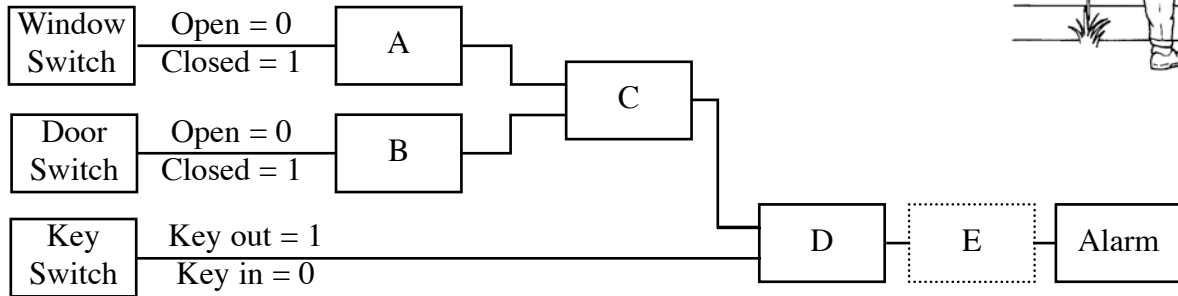 Window
Switch
Open = 0
Closed = 1
A
C
Door
Switch
Open = 0
Closed = 1
B
Key
Switch
Key out = 1
Key in = 0
D
E
Alarm